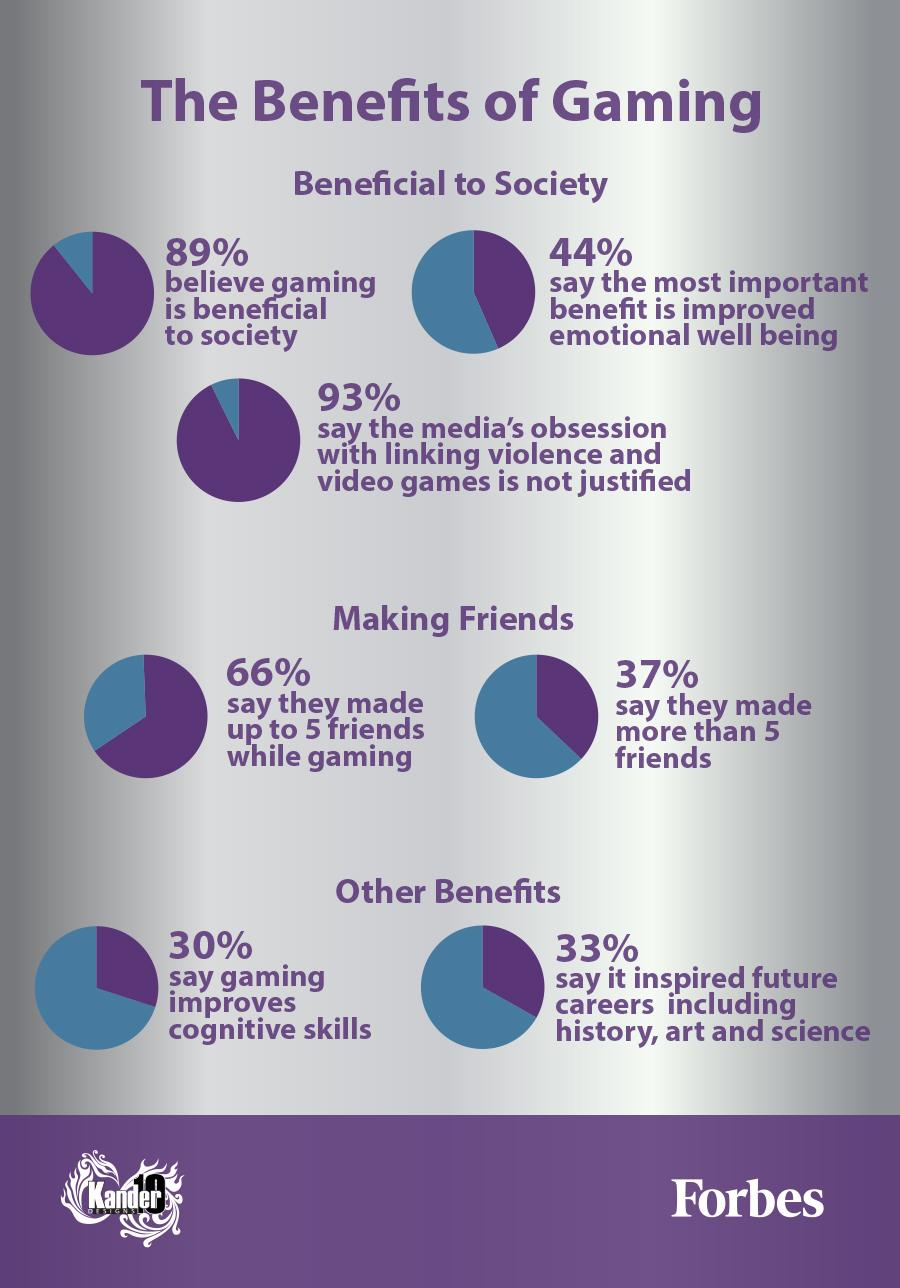 The Benefits of Gaming
Beneficial to Society
89%
believe gaming
is beneficial
to society
44%
say the most important
benefit is improved
emotional well being
93%
say the media's obsession
with linking violence and
video games is not justified
Making Friends
66%
say they made
up to 5 friends
while gaming
37%
say they made
more than 5
friends
Other Benefits
30%
say gaming
improves
cognitive skills
33%
say it inspired future
careers including
history, art and science
Kander10
DESIGNS
Forbes